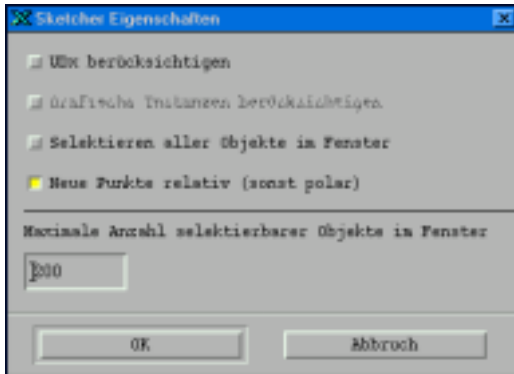 Sketcher Eigenschaften
UDx berücksichtigen
Grafische Instanzen berücksichtigen
Selektieren aller Objekte im Fenster
Neue Punkte relativ (sonst polar)
Maximale Anzahl selektierbarer Objekte im Fenster
200
OK
Abbruch